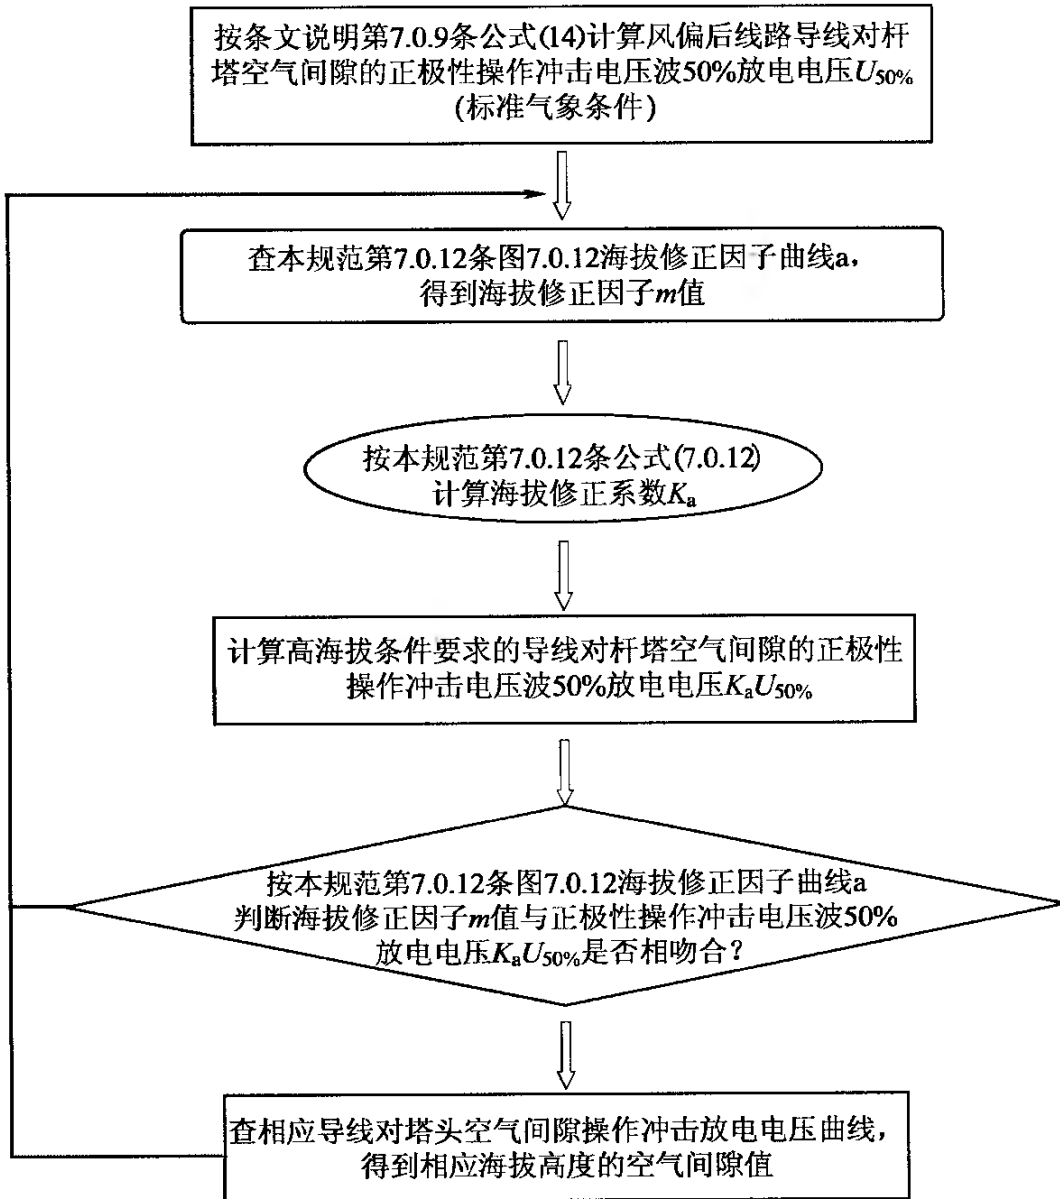 按条文说明第7.0.9条公式(14)计算风偏后线路导线对杆
塔空气间隙的正极性操作冲击电压波50%放电电压U50%
(标准气象条件)
查本规范第7.0.12条图7.0.12海拔修正因子曲线a，
得到海拔修正因子m值
按本规范第7.0.12条公式(7.0.12)
计算海拔修正系数Ka
计算高海拔条件要求的导线对杆塔空气间隙的正极性
操作冲击电压波50%放电电压KaU50%
按本规范第7.0.12条图7.0.12海拔修正因子曲线a
判断海拔修正因子m值与正极性操作冲击电压波50%
放电电压KaU50%是否相吻合？
查相应导线对塔头空气间隙操作冲击放电电压曲线，
得到相应海拔高度的空气间隙值